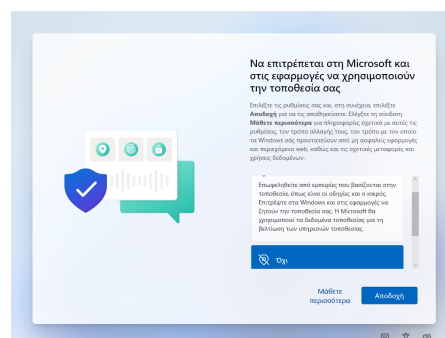 Να επιτρέπεται στη Microsoft και
στις εφαρμογές να χρησιμοποιούν
την τοποθεσία σας
Επιλέξτε τις ρυθμίσεις σας και, στη συνέχεια, επιλέξτε
Αποδοχή για να τις αποθηκεύσετε. Ελέγξτε τη σύνδεση
Μάθετε περισσότερα για πληροφορίες σχετικά με αυτές τις
ρυθμίσεις, τον τρόπο αλλαγής τους, τον τρόπο με τον οποίο
τα Windows σάς προστατεύουν από μη ασφαλείς εφαρμογές
και περιεχόμενο web, καθώς και τις σχετικές μεταφορές και
χρήσεις δεδομένων.
Επωφεληθείτε από εμπειρίες που βασίζονται στην
τοποθεσία, όπως είναι οι οδηγίες και ο καιρός.
Επιτρέψτε στα Windows και στις εφαρμογές να
ζητούν την τοποθεσία σας. Η Microsoft θα
χρησιμοποιεί τα δεδομένα τοποθεσίας για τη
βελτίωση των υπηρεσιών τοποθεσίας.
Όχι
Μάθετε
περισσότερα
Αποδοχή